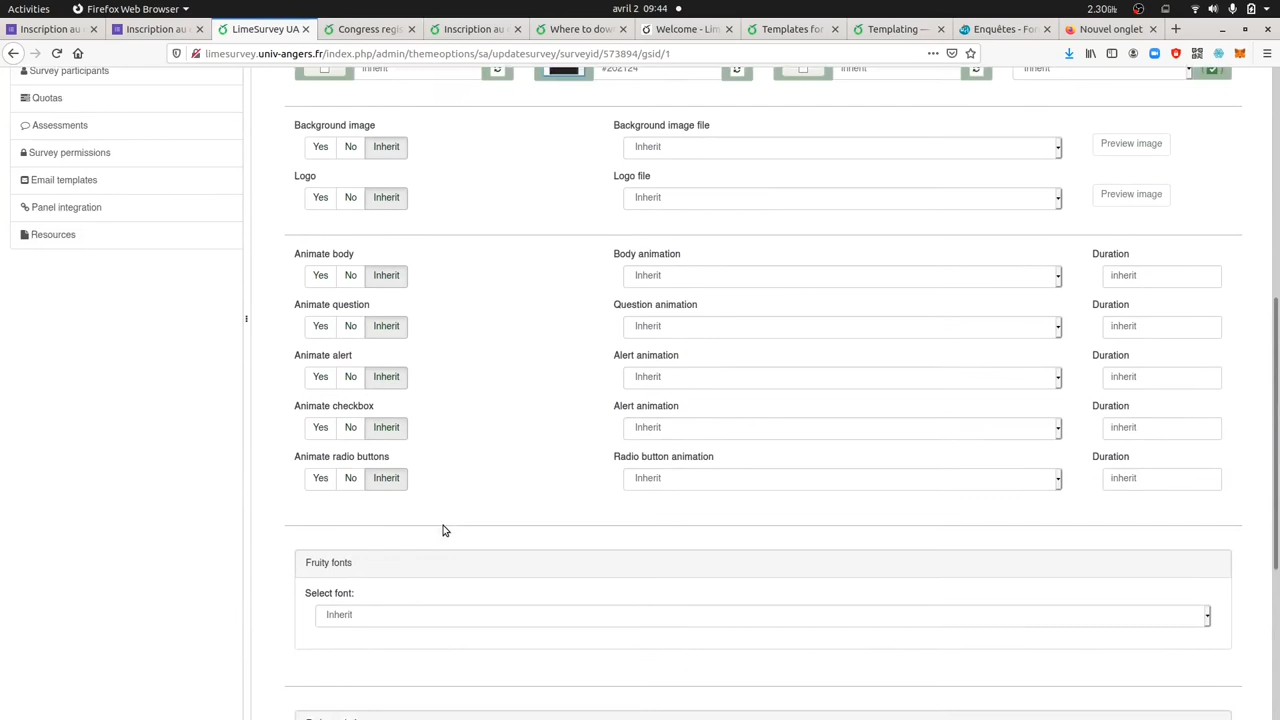 Activities Firefox Web Browser avril 2 09:44 2.30
Inscription au LimeSurvey UA Congress regis Inscription au Where to dow Welcome - Lim Templates for Templating — Enquêtes - For Nouvel onglet
limesurvey.univ-angers.fr/index.php/admin/themeoptions/sa/updatesurvey/surveyid/573894/gsid/1
Survey participants
Inherit #202124 Inherit Inherit
Quotas
Assessments
Survey permissions
Email templates
Panel integration
Resources
Background image Background image file
Yes No Inherit Inherit Preview image
Logo Logo file
Yes No Inherit Inherit Preview image
Animate body Body animation Duration
Yes No Inherit Inherit inherit
Animate question Question animation Duration
Yes No Inherit Inherit inherit
Animate alert Alert animation Duration
Yes No Inherit Inherit inherit
Animate checkbox Alert animation Duration
Yes No Inherit Inherit inherit
Animate radio buttons Radio button animation Duration
Yes No Inherit Inherit inherit
Fruity fonts
Select font:
Inherit